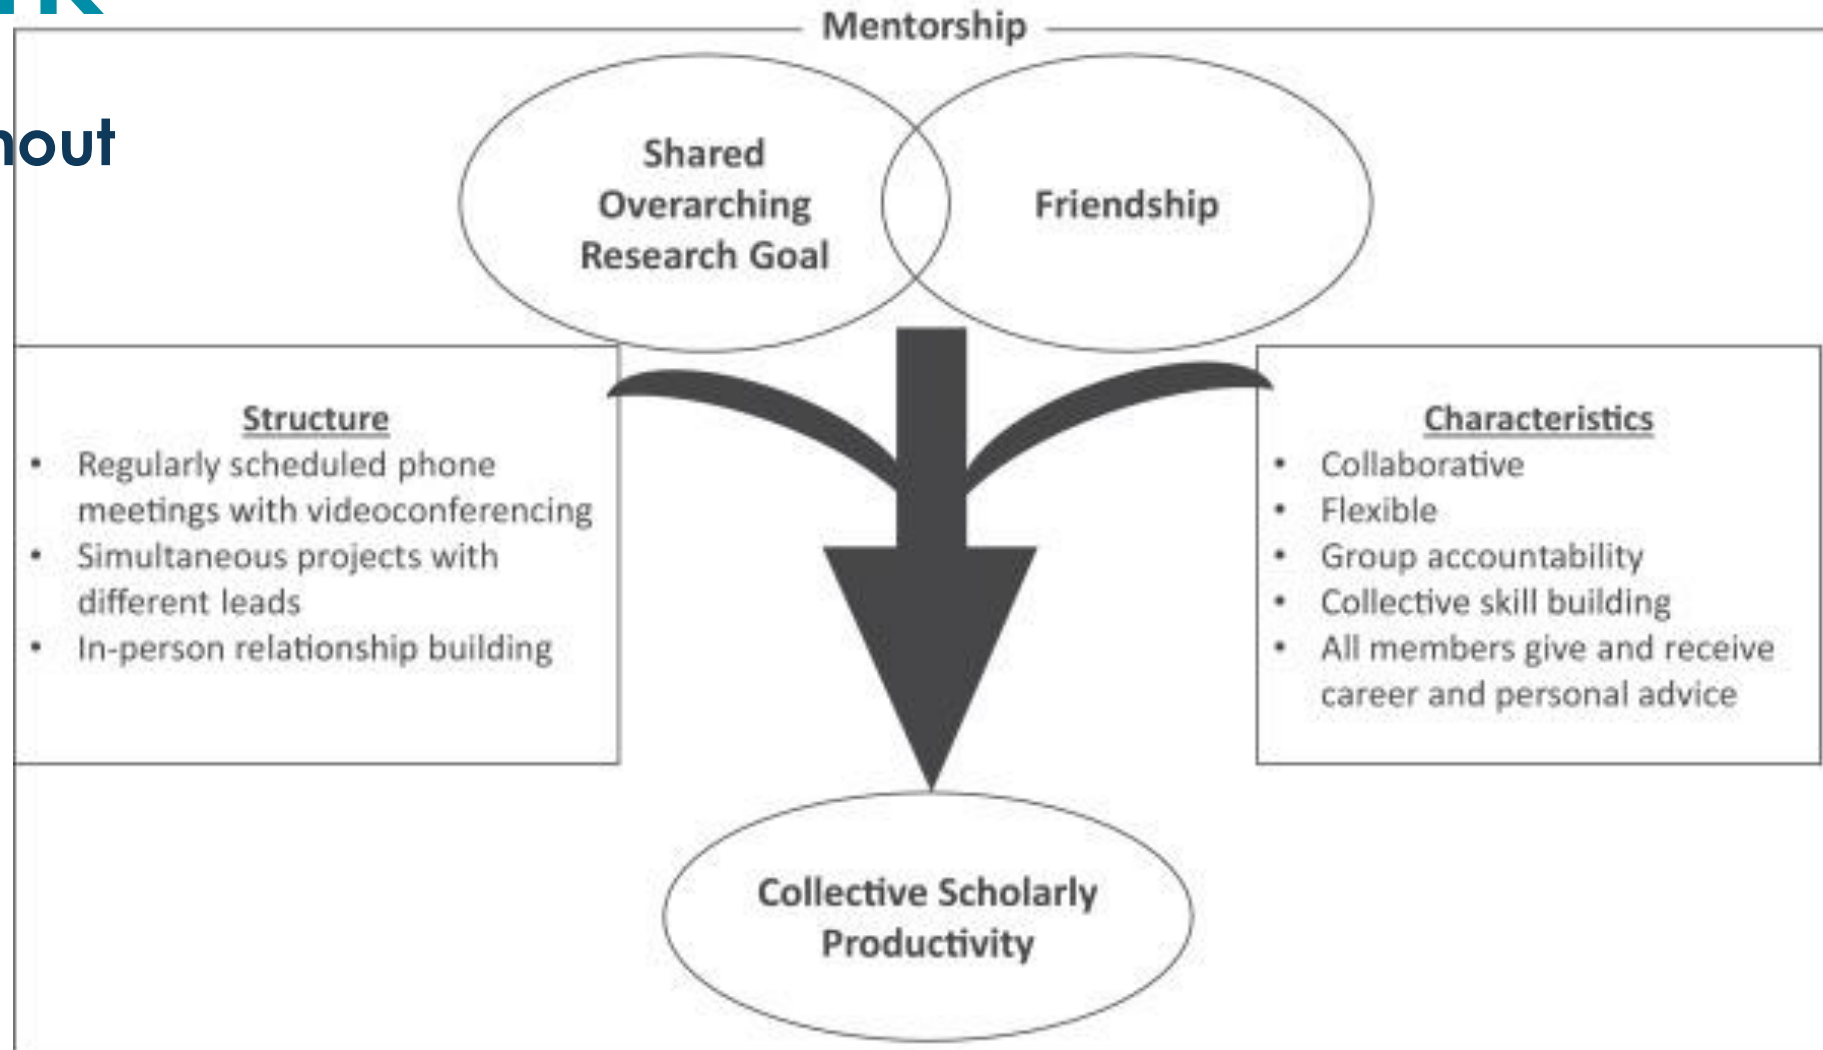 Mentorship
Shared
Overarching
Research Goal
Friendship
Structure
• Regularly scheduled phone
meetings with videoconferencing
• Simultaneous projects with
different leads
• In-person relationship building
Characteristics
• Collaborative
• Flexible
• Group accountability
• Collective skill building
• All members give and receive
career and personal advice
Collective Scholarly
Productivity